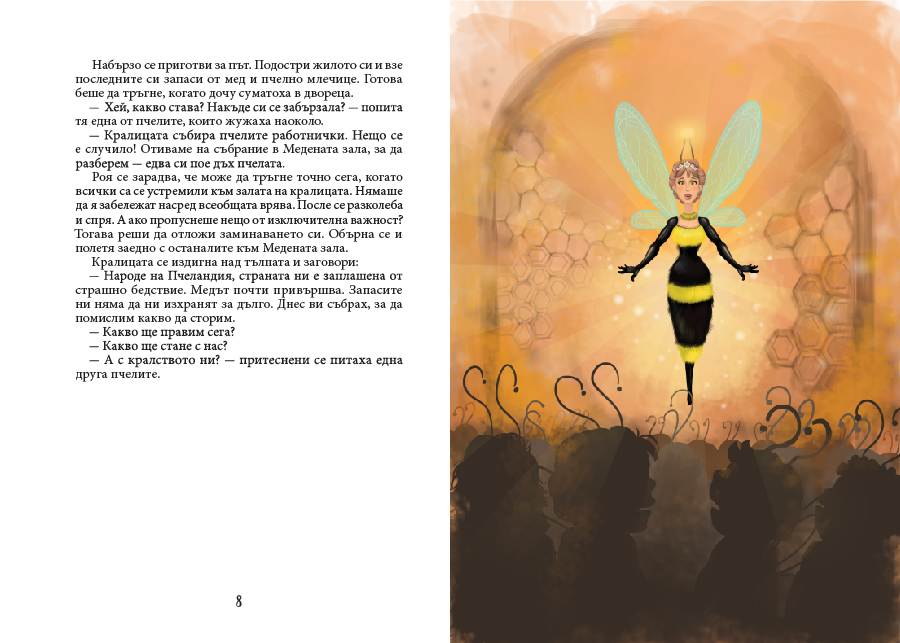 Набързо се приготви за път. Подостри жилото си и взе
последните си запаси от мед и пчелно млечице. Готова
беше да тръгне, когато дочу суматоха в двореца.
— Хей, какво става? Накъде си се забързала? — попита
тя една от пчелите, които жужаха наоколо.
— Кралицата събира пчелите работнички. Нещо се
е случило! Отиваме на събрание в Медената зала, за да
разберем — едва си пое дъх пчелата.
Роя се зарадва, че може да тръгне точно сега, когато
всички са се устремили към залата на кралицата. Нямаше
да я забележат насред всеобщата врява. После се разколеба
и спря. А ако пропуснеше нещо от изключителна важност?
Тогава реши да отложи заминаването си. Обърна се и
полетя заедно с останалите към Медената зала.
Кралицата се издигна над тълпата и заговори:
— Народе на Пчеландия, страната ни е заплашена от
страшно бедствие. Медът почти привършва. Запасите
ни няма да ни изхранят за дълго. Днес ви събрах, за да
помислим какво да сторим.
— Какво ще правим сега?
— Какво ще стане с нас?
— А с кралството ни? — притеснени се питаха една
друга пчелите.
8